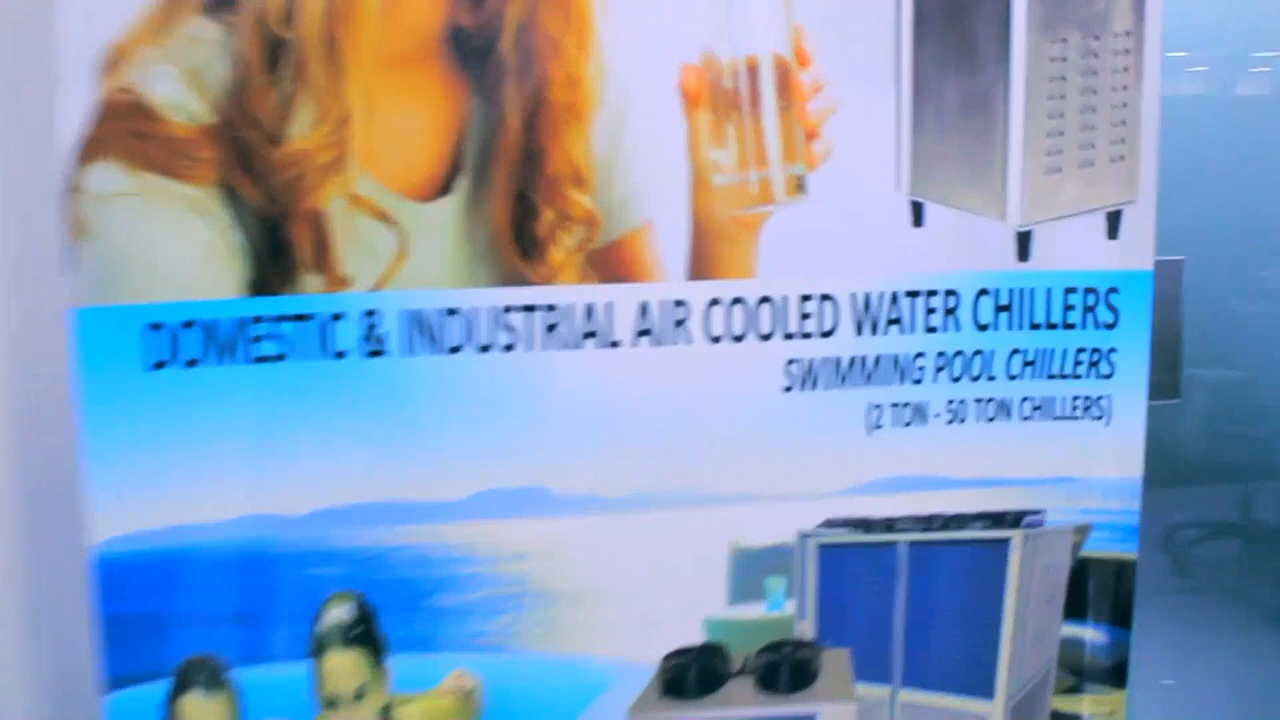 DOMESTIC & INDUSTRIAL AIR COOLED WATER CHILLERS
SWIMMING POOL CHILLERS
(2 TON - 50 TON CHILLERS)